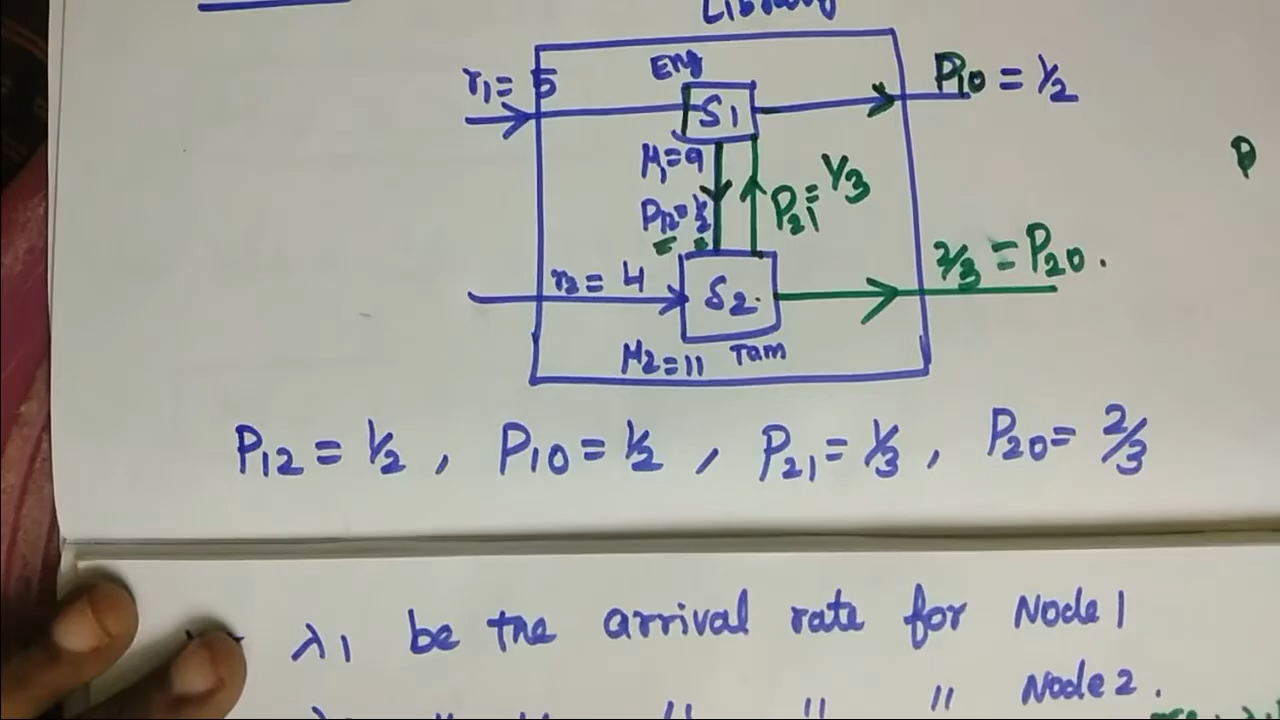 Library
r₁ = 5
Eng
S1
P10 = 1/2
μ₁=9
P12=1/2
P21=1/3
r₂ = 4
S2.
2/3 = P20.
μ2=11
Tam
P12 = 1/2 , P10 = 1/2 , P21 = 1/3 , P20 = 2/3
λ1 be the arrival rate for Node 1
" " " Node 2.